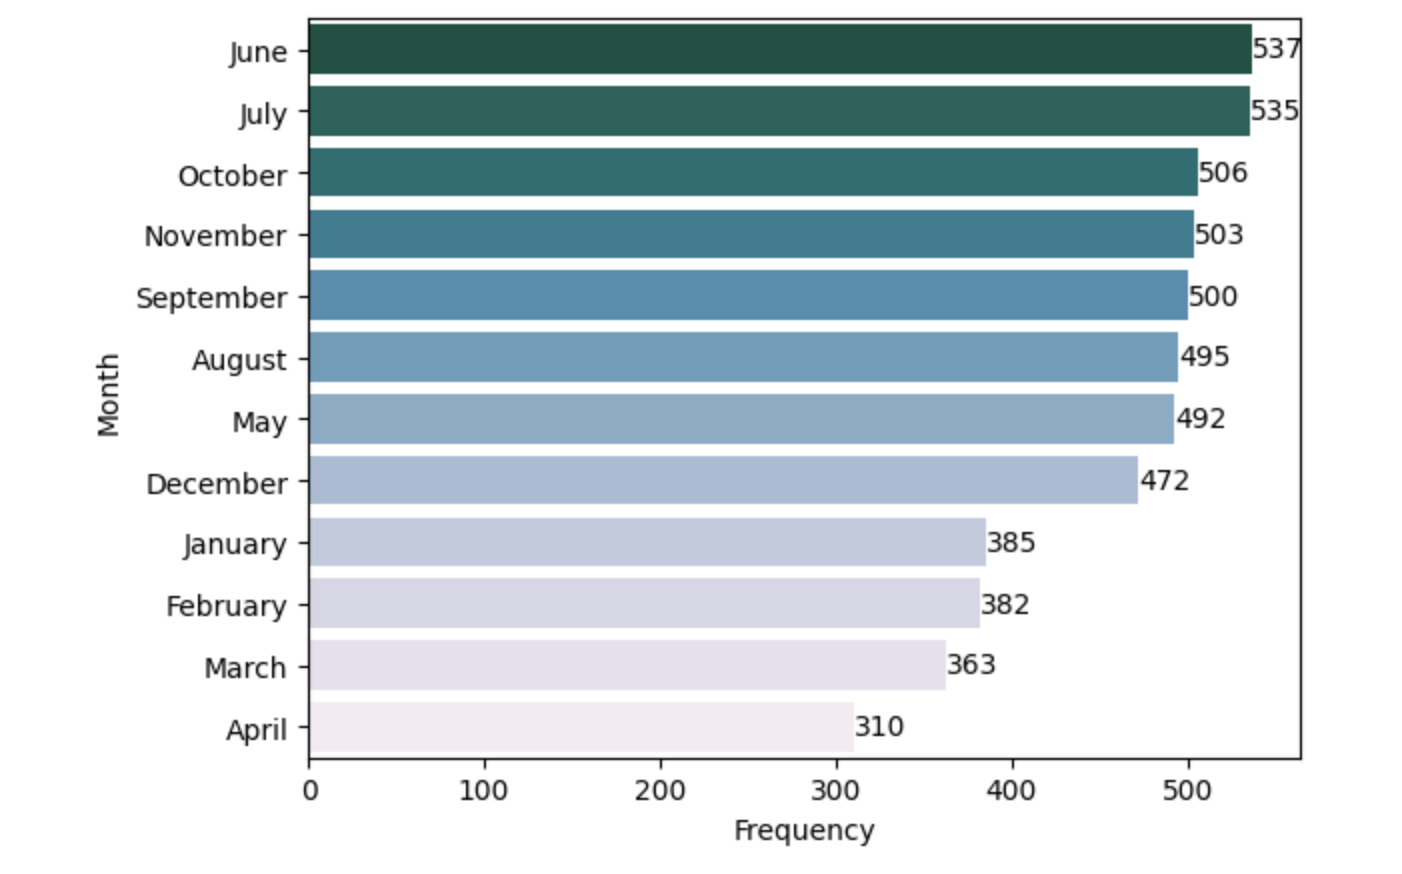 June 537
July 535
October 506
November 503
September 500
August 495
May 492
December 472
January 385
February 382
March 363
April 310
Month
0 100 200 300 400 500
Frequency